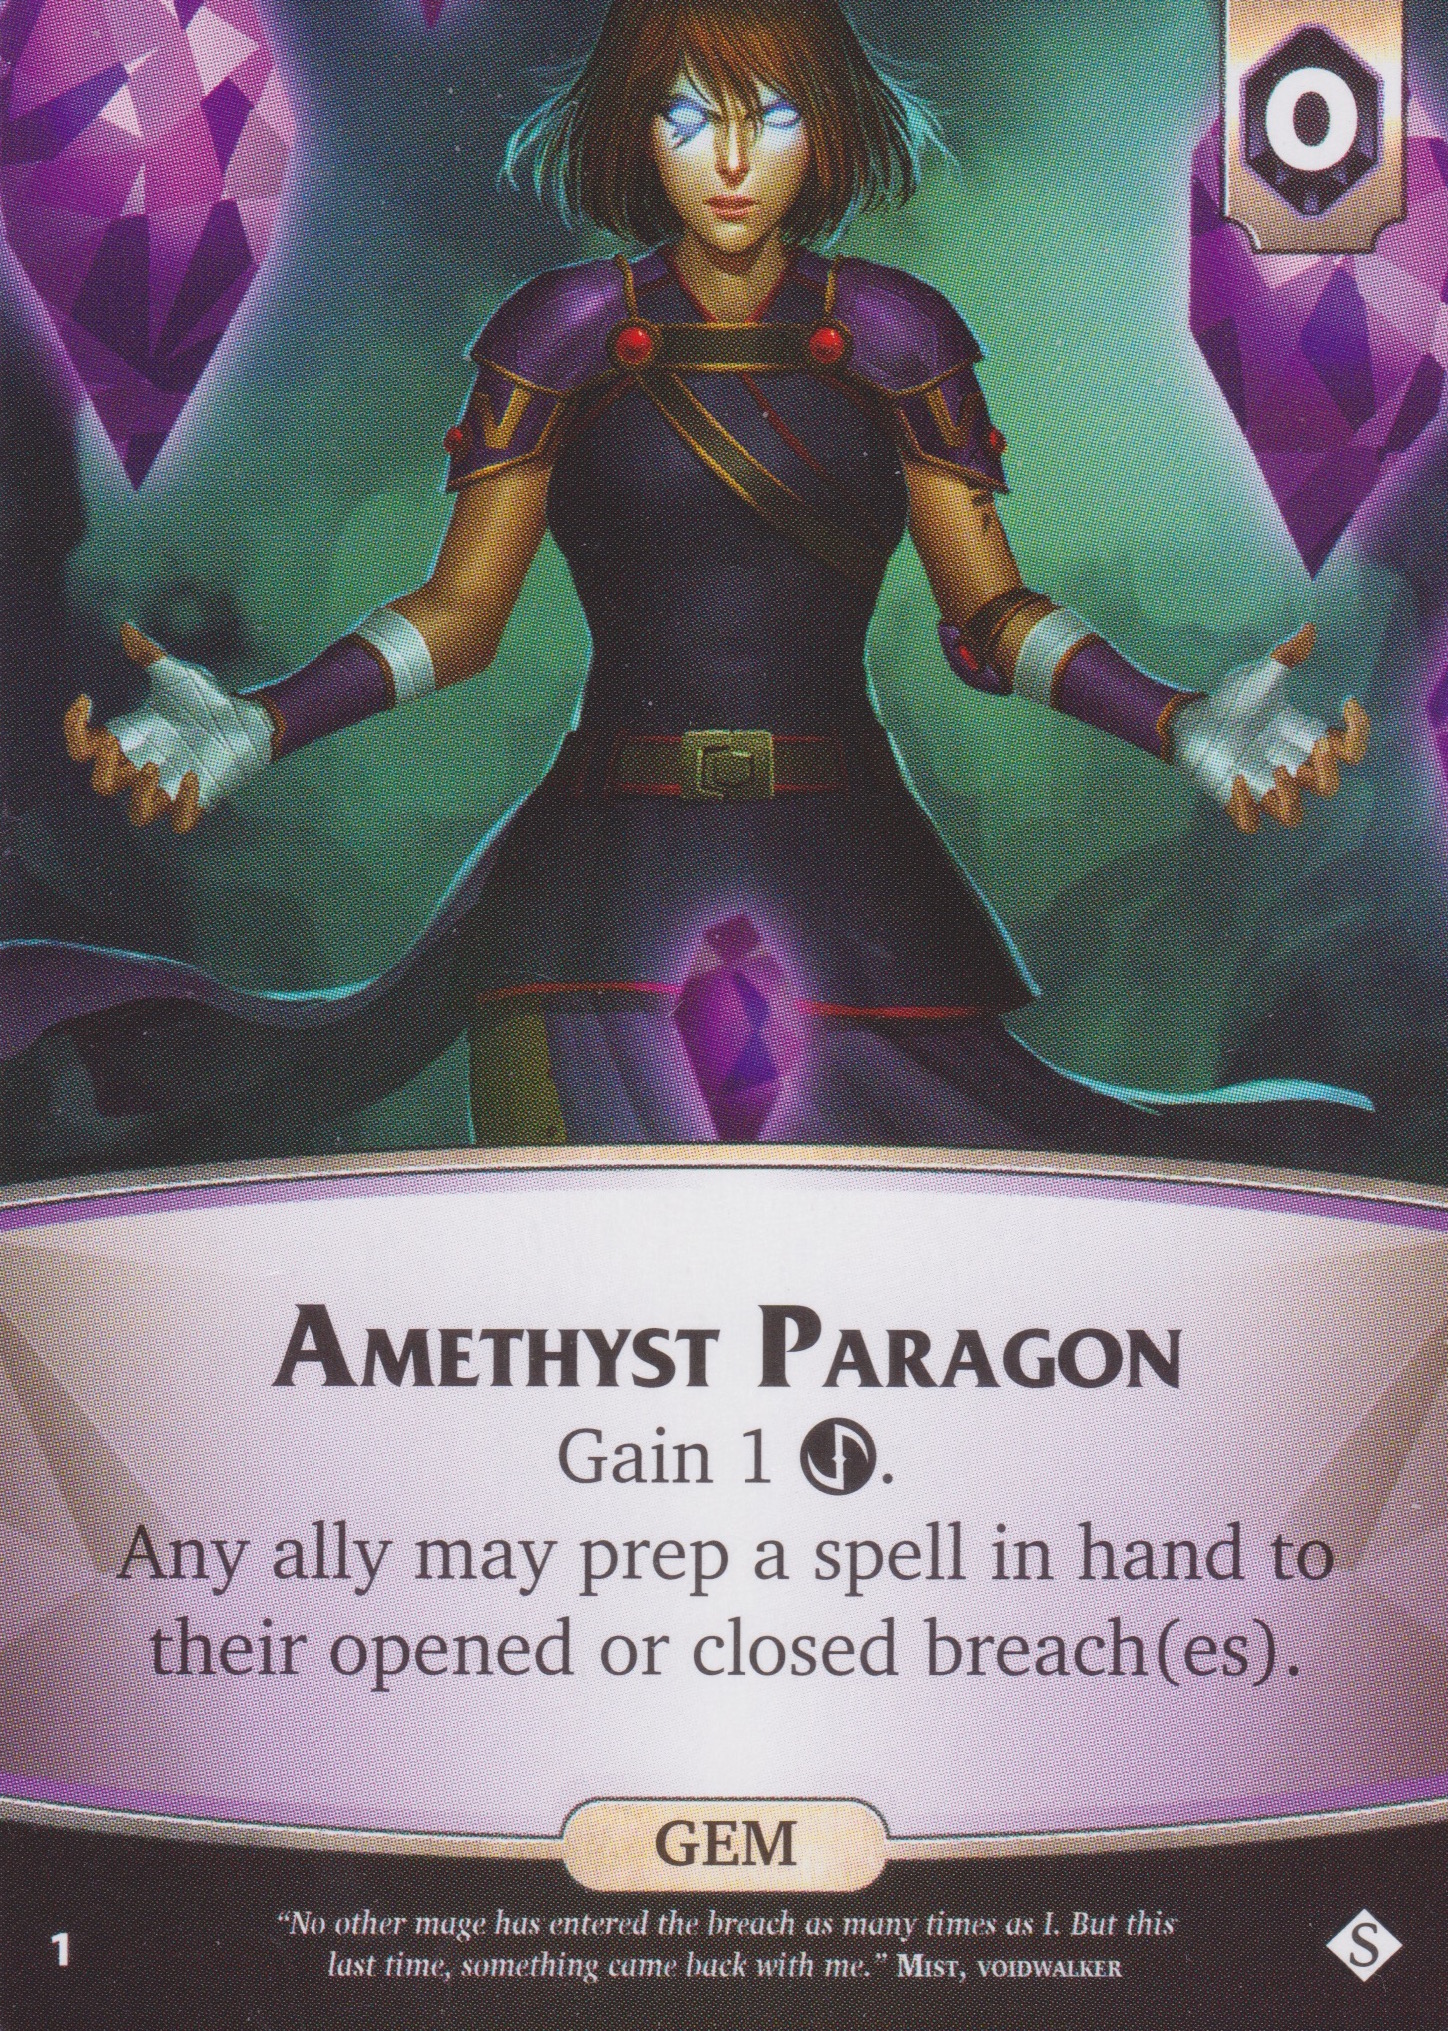 0
AMETHYST PARAGON
Gain 1 .
Any ally may prep a spell in hand to
their opened or closed breach(es).
GEM
“No other mage has entered the breach as many times as I. But this
last time, something came back with me.” MIST, VOIDWALKER
1
S